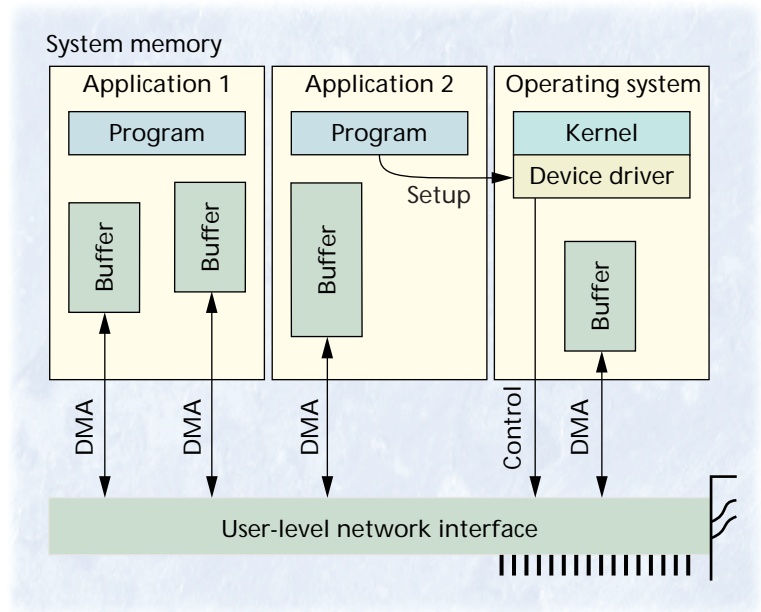 System memory
Application 1
Application 2
Operating system
Program
Program
Kernel
Device driver
Setup
Buffer
Buffer
Buffer
Buffer
DMA
DMA
DMA
Control
DMA
User-level network interface